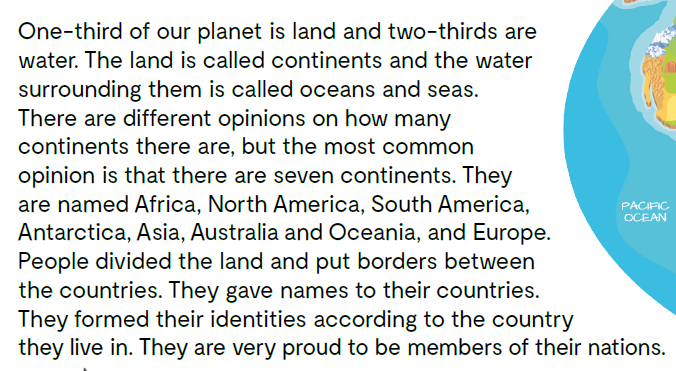 One-third of our planet is land and two-thirds are
water. The land is called continents and the water
surrounding them is called oceans and seas.
There are different opinions on how many
continents there are, but the most common
opinion is that there are seven continents. They
are named Africa, North America, South America,
Antarctica, Asia, Australia and Oceania, and Europe.
People divided the land and put borders between
the countries. They gave names to their countries.
They formed their identities according to the country
they live in. They are very proud to be members of their nations.
PACIFIC
OCEAN